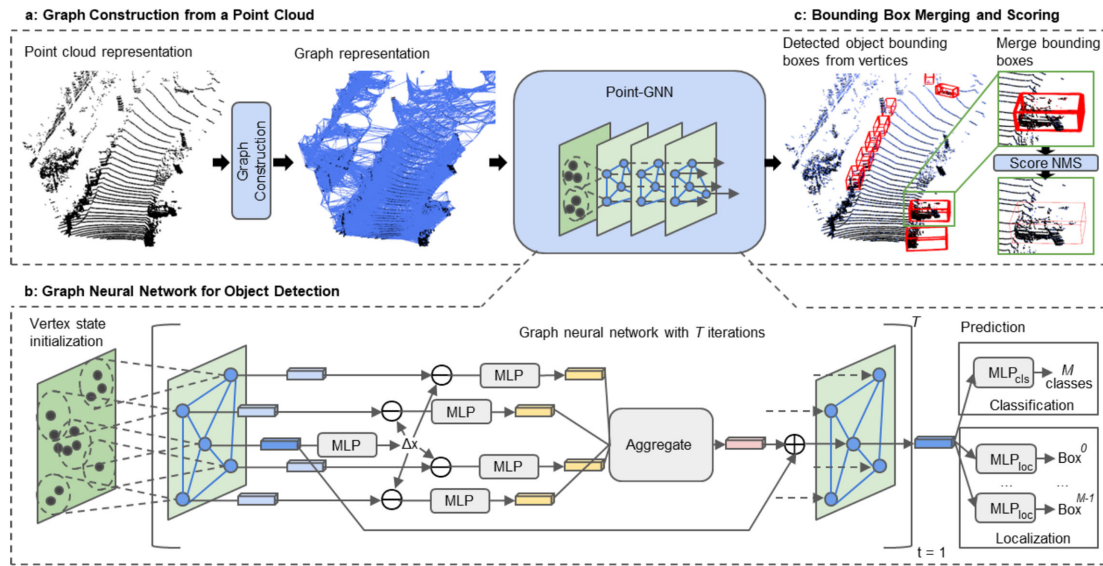 a: Graph Construction from a Point Cloud
c: Bounding Box Merging and Scoring
Point cloud representation
Graph representation
Graph
Construction
Point-GNN
Detected object bounding
boxes from vertices
Merge bounding
boxes
Score NMS
b: Graph Neural Network for Object Detection
Vertex state
initialization
Graph neural network with T iterations
T
Prediction
MLP
MLP
MLP
Δx
MLP
MLP
Aggregate
MLPcls
M
classes
Classification
MLPloc
Box0
... ...
MLPloc
BoxM-1
Localization
t = 1